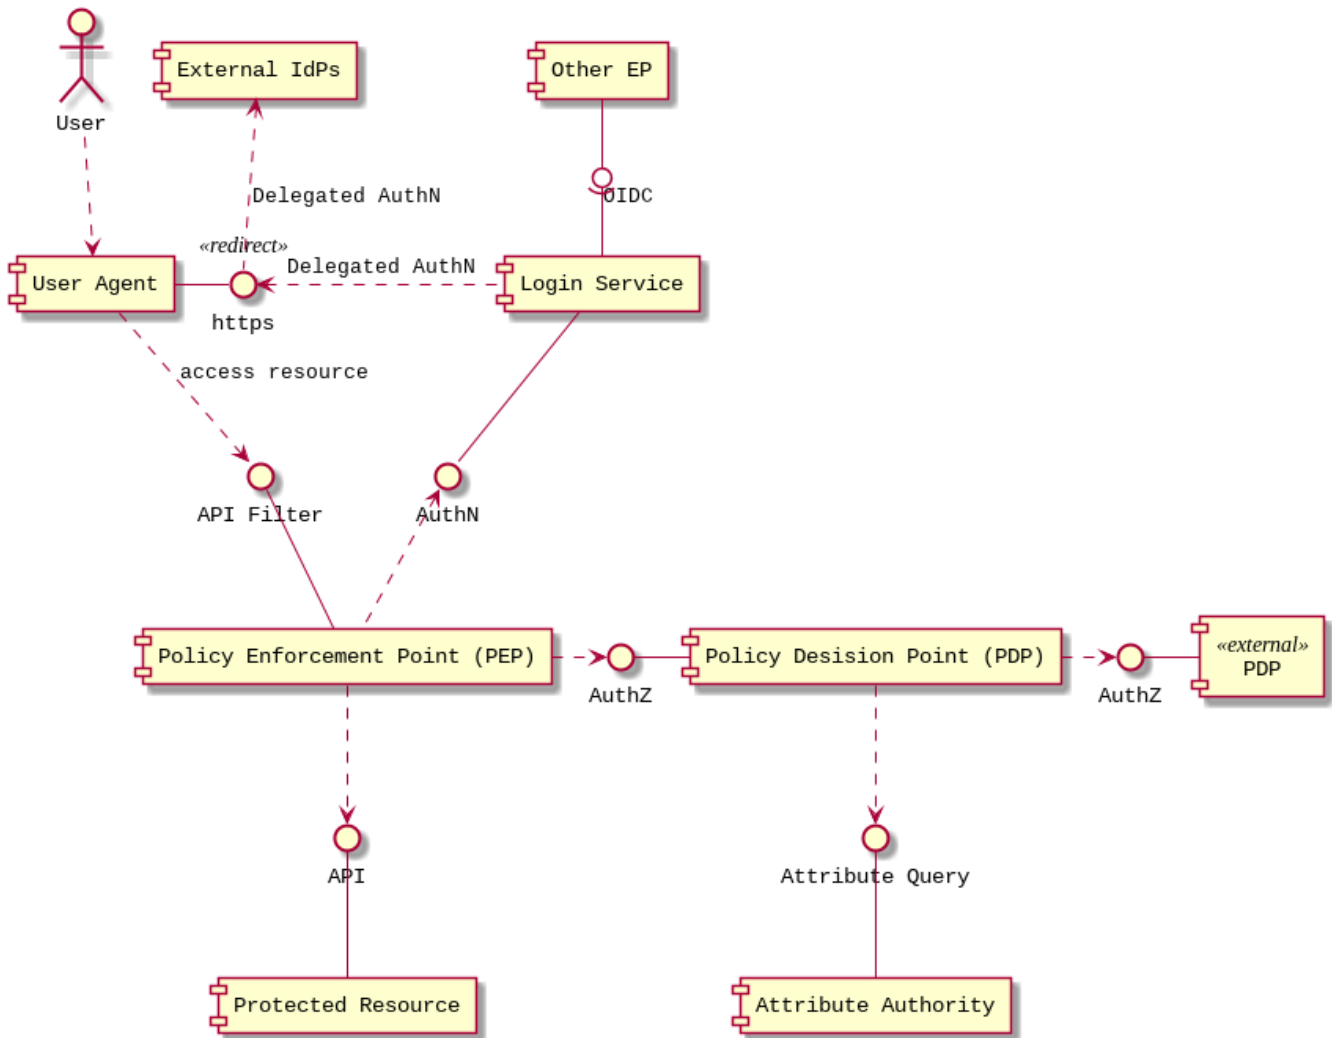 User
External IdPs
Other EP
Delegated AuthN
OIDC
«redirect»
Delegated AuthN
User Agent
Login Service
https
access resource
API Filter
AuthN
Policy Enforcement Point (PEP)
AuthZ
Policy Desision Point (PDP)
AuthZ
«external»
PDP
API
Attribute Query
Protected Resource
Attribute Authority